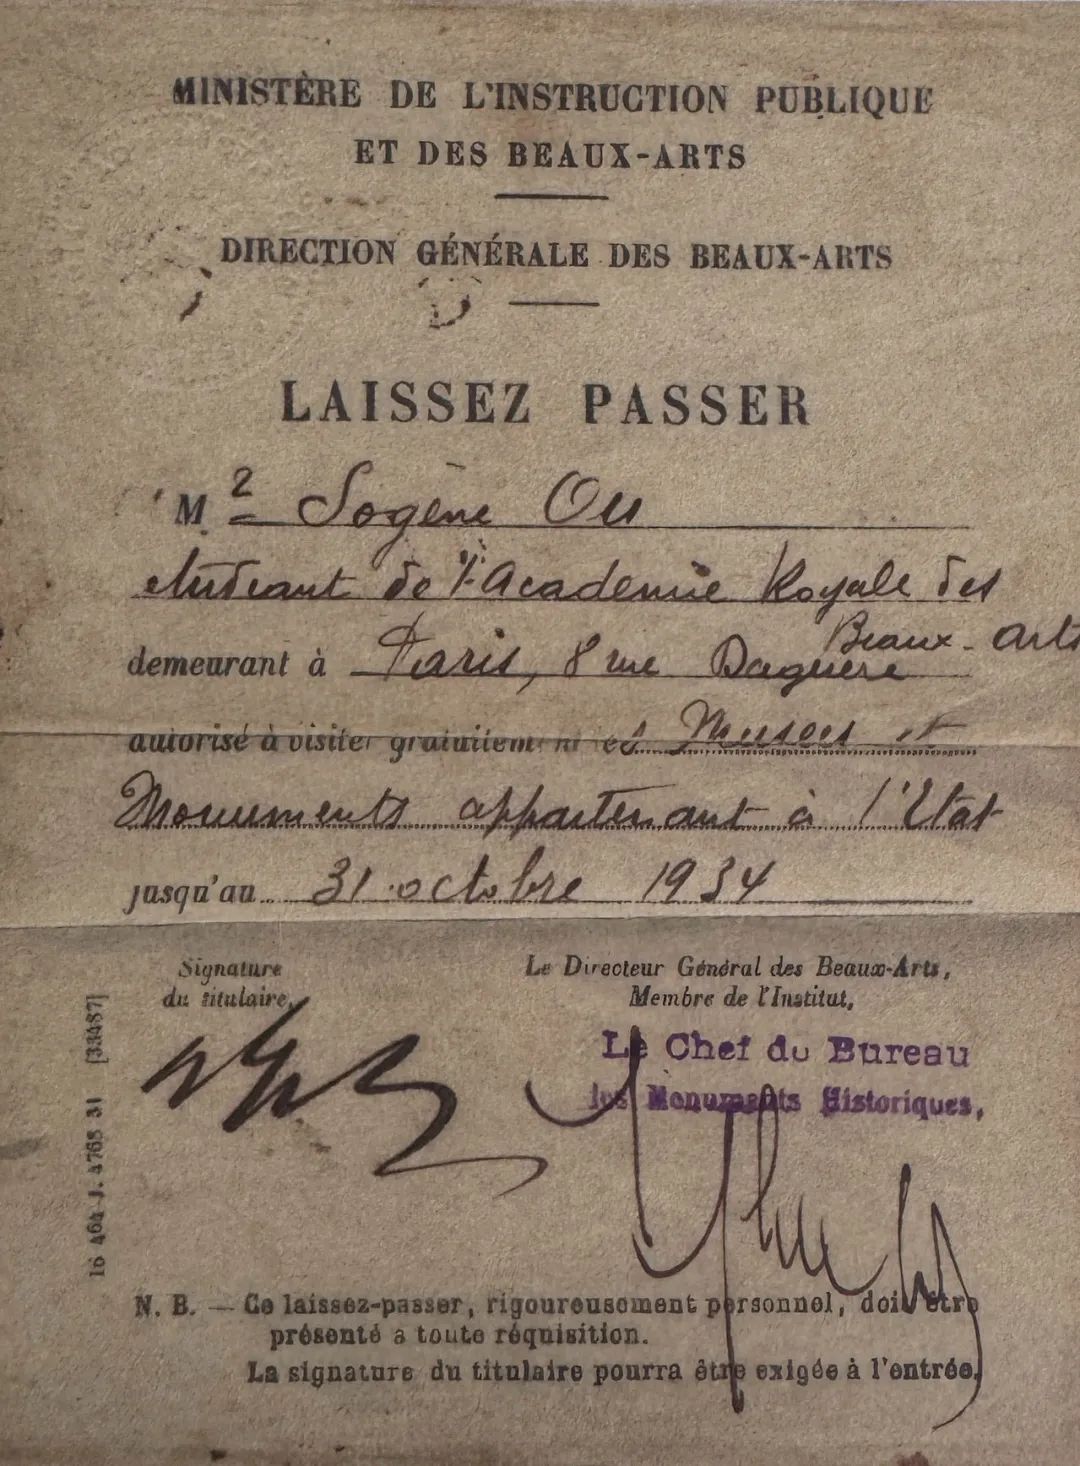 MINISTÈRE DE L'INSTRUCTION PUBLIQUE
ET DES BEAUX-ARTS
DIRECTION GÉNÉRALE DES BEAUX-ARTS
LAISSEZ PASSER
M Sogène Ou
étudiant de l'Academie Royale des
Beaux-Arts
demeurant à Paris, 8 rue Daguere
autorisé à visiter gratuitement les Musées et
Monuments appartenant à l'Etat
jusqu'au 31 octobre 1934
Signature
du titulaire,
Le Directeur Général des Beaux-Arts,
Membre de l'Institut,
Le Chef du Bureau
des Monuments Historiques,
16 464 J. 4765 31 [33487]
N. B. — Ce laissez-passer, rigoureusement personnel, doit être
présenté à toute réquisition.
La signature du titulaire pourra être exigée à l'entrée.